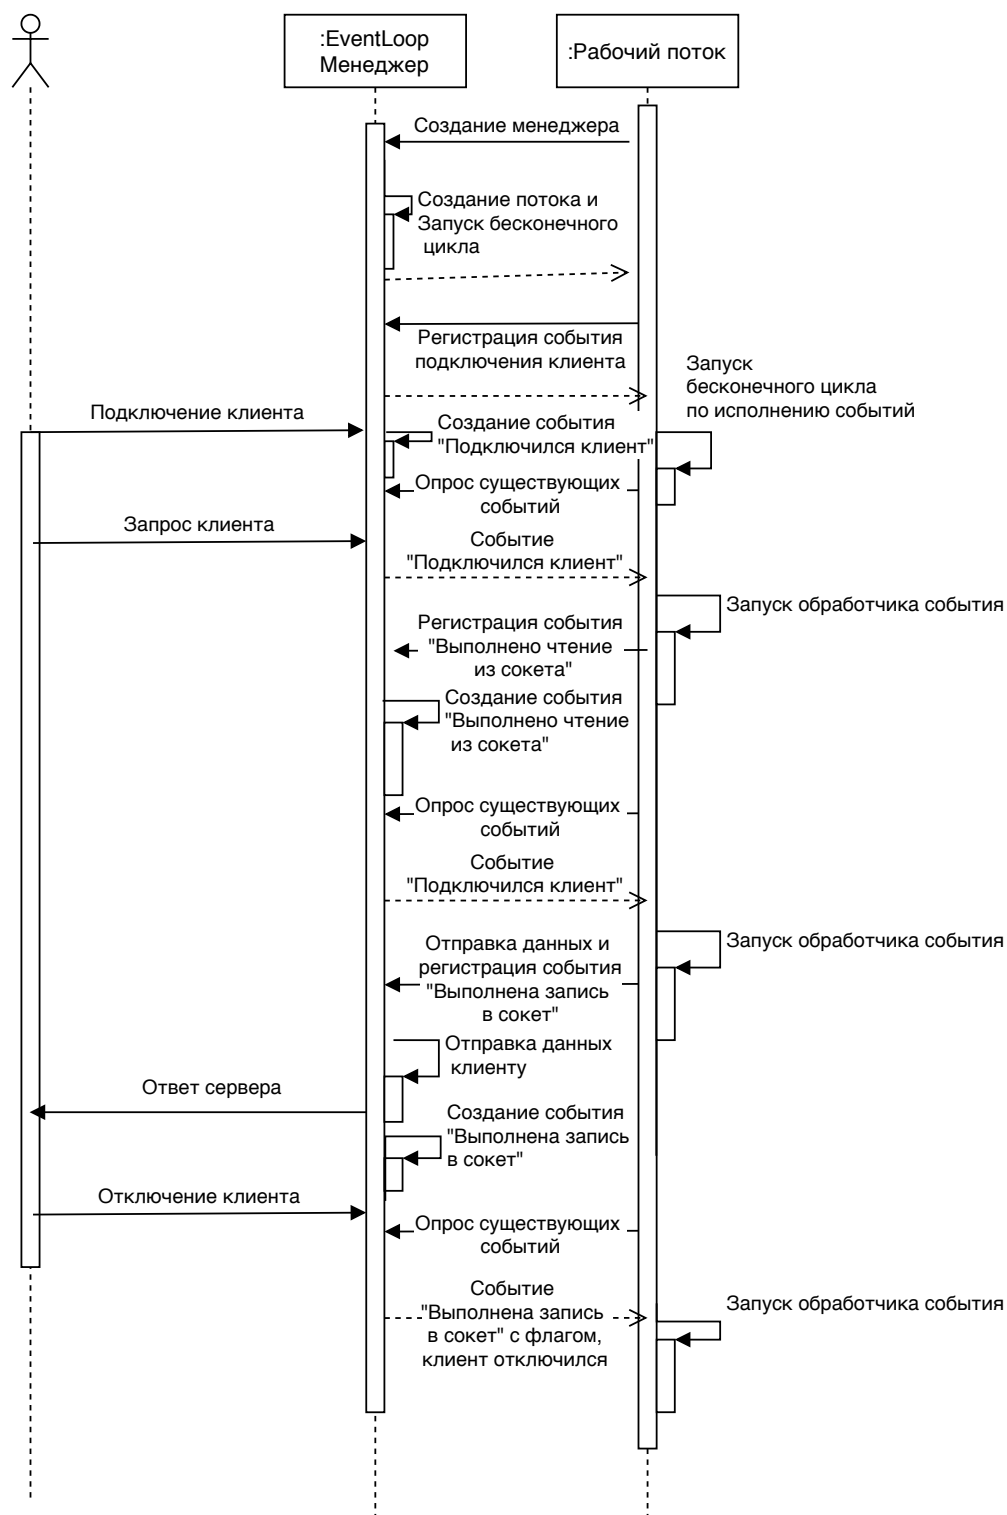 :EventLoop
Менеджер
:Рабочий поток
Создание менеджера
Создание потока и
Запуск бесконечного
цикла
Регистрация события
подключения клиента
Запуск
бесконечного цикла
по исполнению событий
Подключение клиента
Создание события
"Подключился клиент"
Опрос существующих
событий
Запрос клиента
Событие
"Подключился клиент"
Запуск обработчика события
Регистрация события
"Выполнено чтение
из сокета"
Создание события
"Выполнено чтение
из сокета"
Опрос существующих
событий
Событие
"Подключился клиент"
Запуск обработчика события
Отправка данных и
регистрация события
"Выполнена запись
в сокет"
Отправка данных
клиенту
Ответ сервера
Создание события
"Выполнена запись
в сокет"
Отключение клиента
Опрос существующих
событий
Событие
"Выполнена запись
в сокет" с флагом,
клиент отключился
Запуск обработчика события